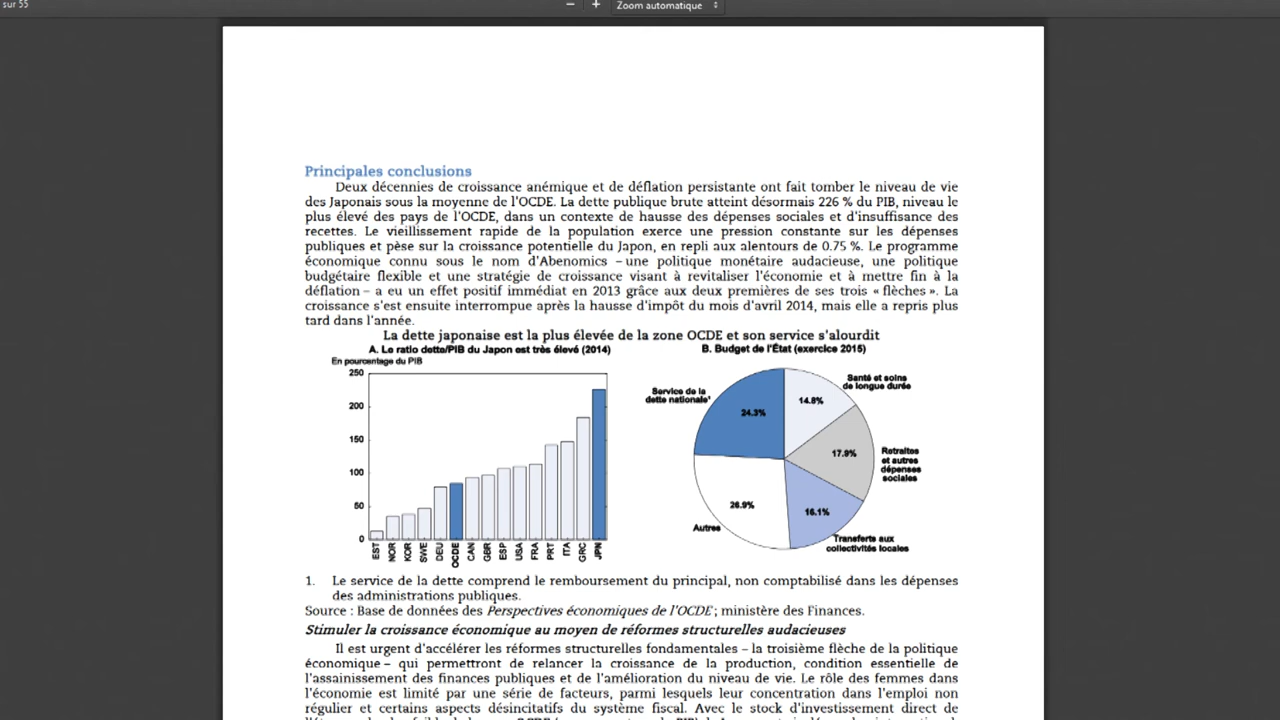 sur 55
Zoom automatique
Principales conclusions
Deux décennies de croissance anémique et de déflation persistante ont fait tomber le niveau de vie
des Japonais sous la moyenne de l'OCDE. La dette publique brute atteint désormais 226 % du PIB, niveau le
plus élevé des pays de l'OCDE, dans un contexte de hausse des dépenses sociales et d'insuffisance des
recettes. Le vieillissement rapide de la population exerce une pression constante sur les dépenses
publiques et pèse sur la croissance potentielle du Japon, en repli aux alentours de 0.75 %. Le programme
économique connu sous le nom d'Abenomics – une politique monétaire audacieuse, une politique
budgétaire flexible et une stratégie de croissance visant à revitaliser l'économie et à mettre fin à la
déflation – a eu un effet positif immédiat en 2013 grâce aux deux premières de ses trois « flèches ». La
croissance s'est ensuite interrompue après la hausse d'impôt du mois d'avril 2014, mais elle a repris plus
tard dans l'année.
La dette japonaise est la plus élevée de la zone OCDE et son service s'alourdit
A. Le ratio dette/PIB du Japon est très élevé (2014)
En pourcentage du PIB
250
200
150
100
50
0
EST NOR KOR SWE DEU OCDE CAN GBR ESP USA FRA PRT ITA GRC JPN
B. Budget de l'État (exercice 2015)
Service de la
dette nationale¹
24.3%
Santé et soins
de longue durée
14.8%
17.9%
Retraites
et autres
dépenses
sociales
26.9%
Autres
16.1%
Transferts aux
collectivités locales
1. Le service de la dette comprend le remboursement du principal, non comptabilisé dans les dépenses
des administrations publiques.
Source : Base de données des Perspectives économiques de l'OCDE ; ministère des Finances.
Stimuler la croissance économique au moyen de réformes structurelles audacieuses
Il est urgent d'accélérer les réformes structurelles fondamentales – la troisième flèche de la politique
économique – qui permettront de relancer la croissance de la production, condition essentielle de
l'assainissement des finances publiques et de l'amélioration du niveau de vie. Le rôle des femmes dans
l'économie est limité par une série de facteurs, parmi lesquels leur concentration dans l'emploi non
régulier et certains aspects désincitatifs du système fiscal. Avec le stock d'investissement direct de